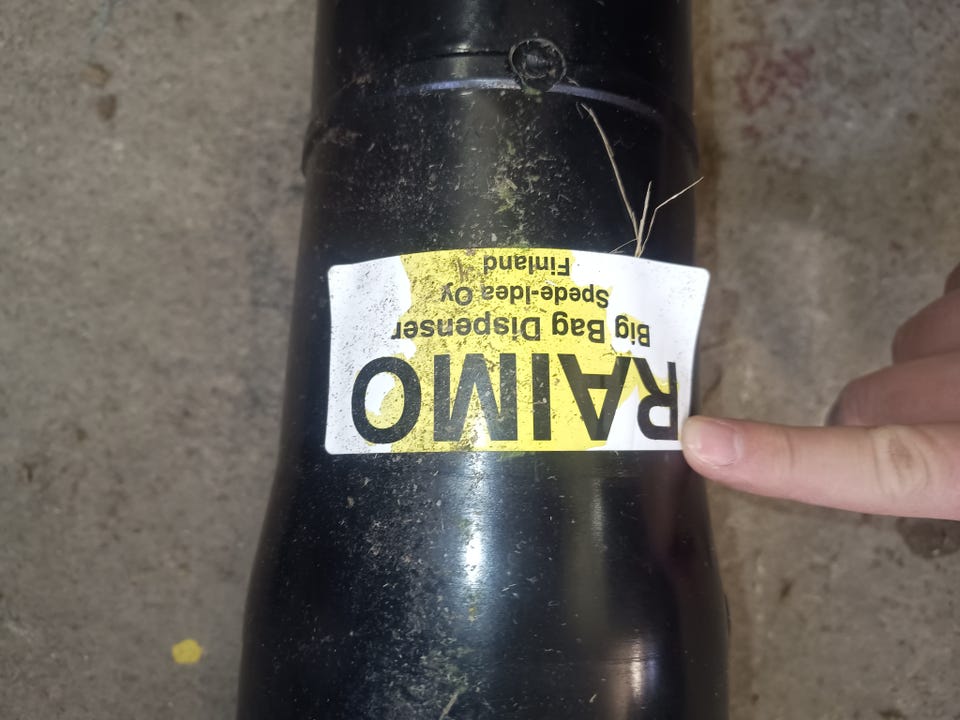 RAIMO
Big Bag Dispenser
Spede-Idea Oy
Finland